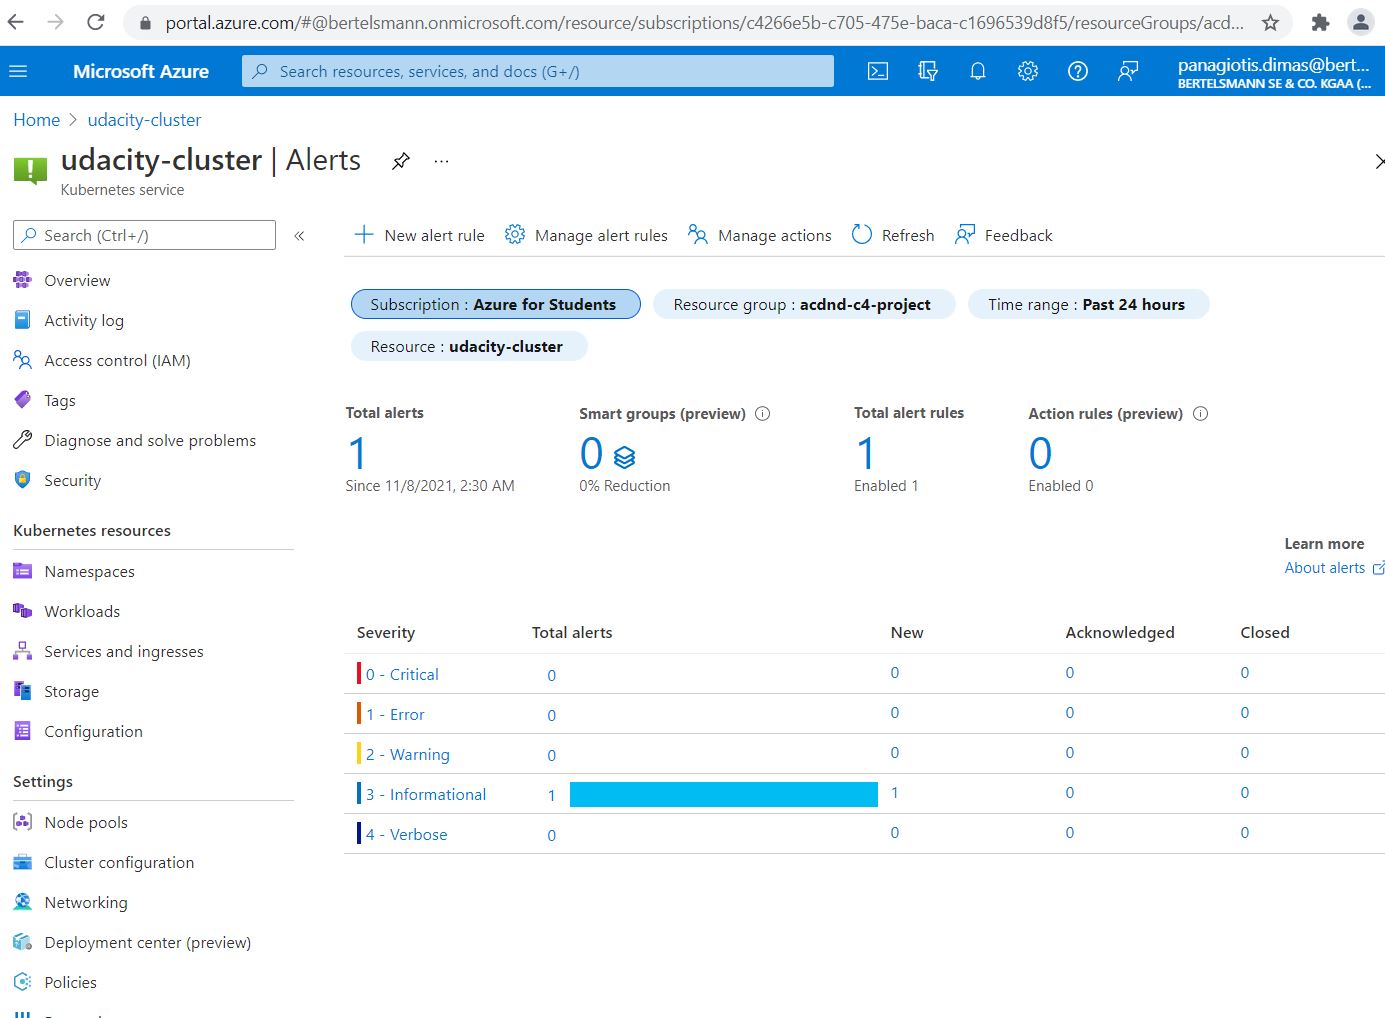 portal.azure.com/#@bertelsmann.onmicrosoft.com/resource/subscriptions/c4266e5b-c705-475e-baca-c1696539d8f5/resourceGroups/acd...
Microsoft Azure
Search resources, services, and docs (G+/)
panagiotis.dimas@bert...
BERTELSMANN SE & CO. KGAA (...
Home > udacity-cluster
udacity-cluster | Alerts
...
Kubernetes service
Search (Ctrl+/)
«
Overview
Activity log
Access control (IAM)
Tags
Diagnose and solve problems
Security
Kubernetes resources
Namespaces
Workloads
Services and ingresses
Storage
Configuration
Settings
Node pools
Cluster configuration
Networking
Deployment center (preview)
Policies
New alert rule
Manage alert rules
Manage actions
Refresh
Feedback
Subscription : Azure for Students
Resource group : acdnd-c4-project
Time range : Past 24 hours
Resource : udacity-cluster
Total alerts
1
Since 11/8/2021, 2:30 AM
Smart groups (preview)
0
0% Reduction
Total alert rules
1
Enabled 1
Action rules (preview)
0
Enabled 0
Learn more
About alerts
Severity Total alerts New Acknowledged Closed
0 - Critical 0 0 0 0
1 - Error 0 0 0 0
2 - Warning 0 0 0 0
3 - Informational 1 1 0 0
4 - Verbose 0 0 0 0